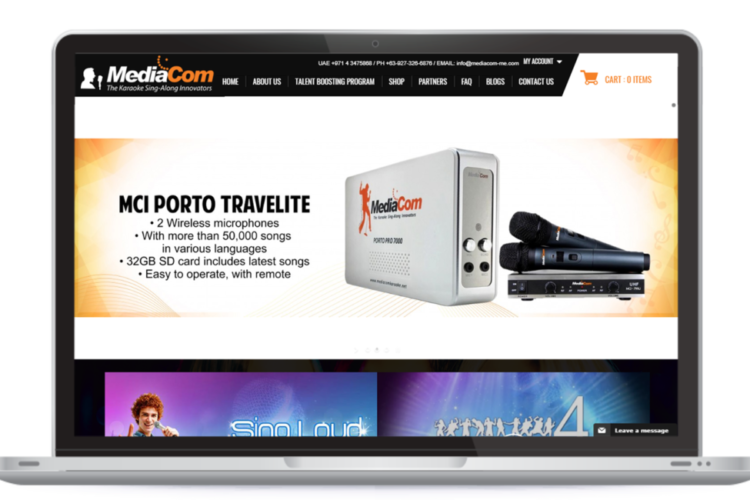 UAE +971 4 3475868 / PH +63-927-326-6876 / EMAIL: info@mediacom-me.com MY ACCOUNT
MediaCom
The Karaoke Sing-Along Innovators
HOME ABOUT US TALENT BOOSTING PROGRAM SHOP PARTNERS FAQ BLOGS CONTACT US
CART : 0 ITEMS
MCI PORTO TRAVELITE
• 2 Wireless microphones
• With more than 50,000 songs
in various languages
• 32GB SD card includes latest songs
• Easy to operate, with remote
MediaCom
MediaCom
The Karaoke Sing-Along Innovators
PORTO PRO 7000
MediaCom
Sing Loud
4
Leave a message